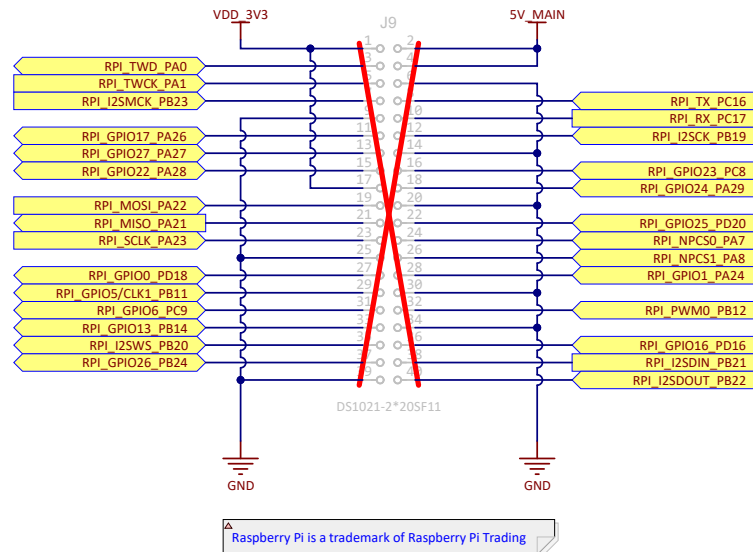 VDD_3V3
5V_MAIN
J9
1 2
3 4
RPI_TWD_PA0
RPI_TWCK_PA1
RPI_I2SMCK_PB23
RPI_TX_PC16
10
RPI_RX_PC17
11 12
RPI_I2SCK_PB19
RPI_GPIO17_PA26
13 14
RPI_GPIO27_PA27
15 16
RPI_GPIO22_PA28
RPI_GPIO23_PC8
17 18
RPI_GPIO24_PA29
19 20
RPI_MOSI_PA22
21 22
RPI_MISO_PA21
RPI_GPIO25_PD20
23 24
RPI_SCLK_PA23
RPI_NPCS0_PA7
25 26
RPI_NPCS1_PA8
27 28
RPI_GPIO0_PD18
RPI_GPIO1_PA24
29 30
RPI_GPIO5/CLK1_PB11
31 32
RPI_GPIO6_PC9
RPI_PWM0_PB12
RPI_GPIO13_PB14
RPI_I2SWS_PB20
RPI_GPIO16_PD16
RPI_GPIO26_PB24
RPI_I2SDIN_PB21
RPI_I2SDOUT_PB22
DS1021-2*20SF11
GND
GND
Raspberry Pi is a trademark of Raspberry Pi Trading